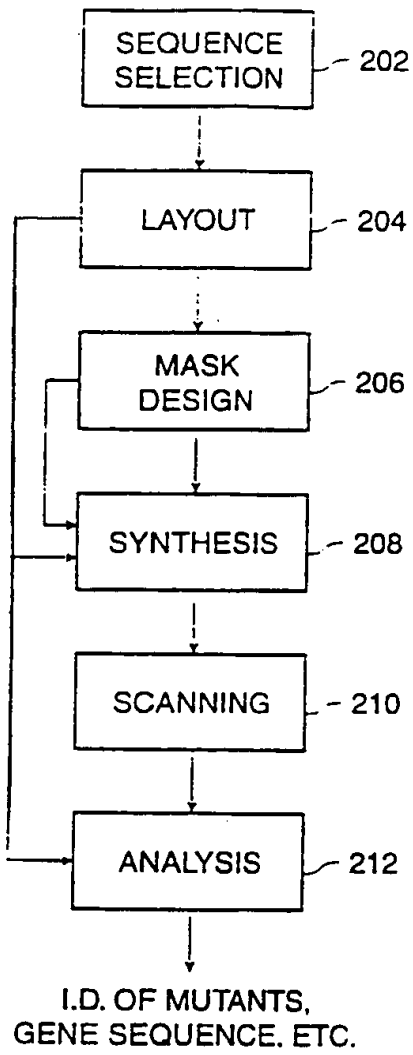 SEQUENCE
SELECTION
202
LAYOUT
204
MASK
DESIGN
206
SYNTHESIS
208
SCANNING
210
ANALYSIS
212
I.D. OF MUTANTS,
GENE SEQUENCE, ETC.